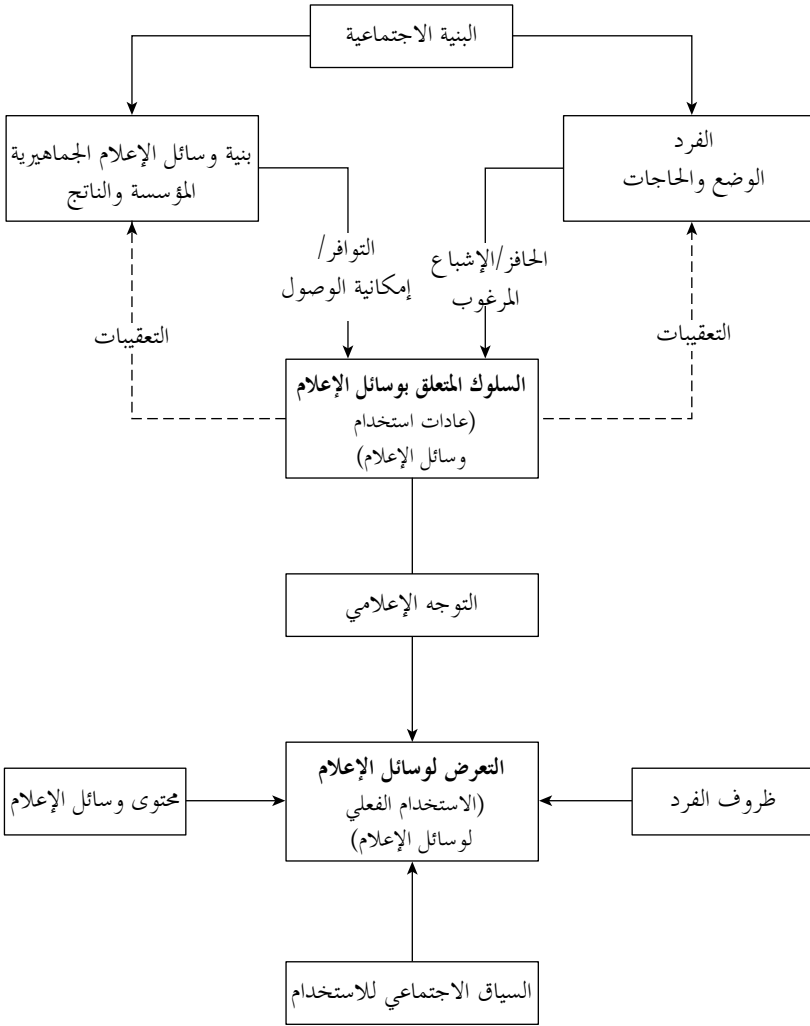 البنية الاجتماعية
الفرد
الوضع والحاجات
بنية وسائل الإعلام الجماهيرية
المؤسسة والناتج
الحافز/الإشباع
المرغوب
التوافر/
إمكانية الوصول
التعقيبات
التعقيبات
السلوك المتعلق بوسائل الإعلام
(عادات استخدام
وسائل الإعلام)
التوجه الإعلامي
التعرض لوسائل الإعلام
(الاستخدام الفعلي
لوسائل الإعلام)
ظروف الفرد
محتوى وسائل الإعلام
السياق الاجتماعي للاستخدام